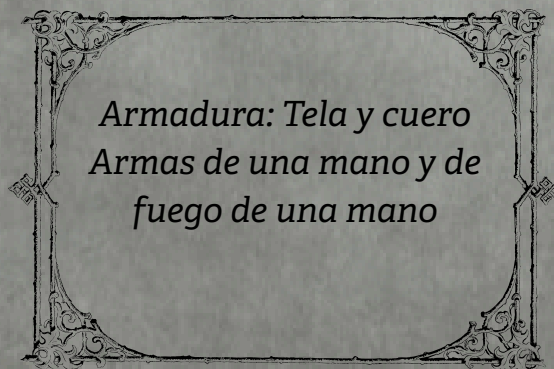 Armadura: Tela y cuero
Armas de una mano y de
fuego de una mano